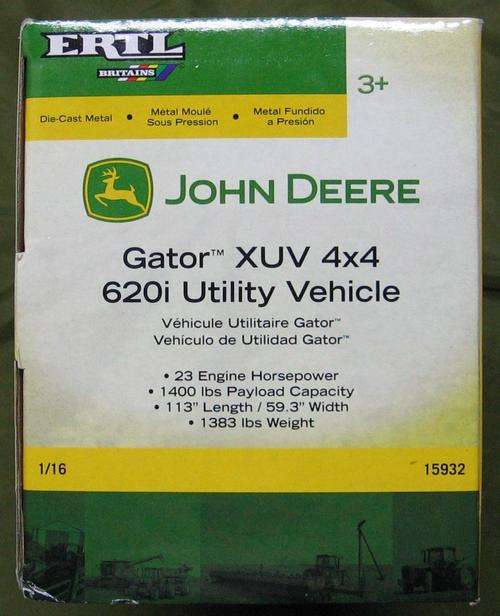 ERTL
BRITAINS
3+
Die-Cast Metal • Metal Moulé Sous Pression • Metal Fundido a Presión
JOHN DEERE
Gator™ XUV 4x4
620i Utility Vehicle
Véhicule Utilitaire Gator™
Vehículo de Utilidad Gator™
• 23 Engine Horsepower
• 1400 lbs Payload Capacity
• 113" Length / 59.3" Width
• 1383 lbs Weight
1/16
15932